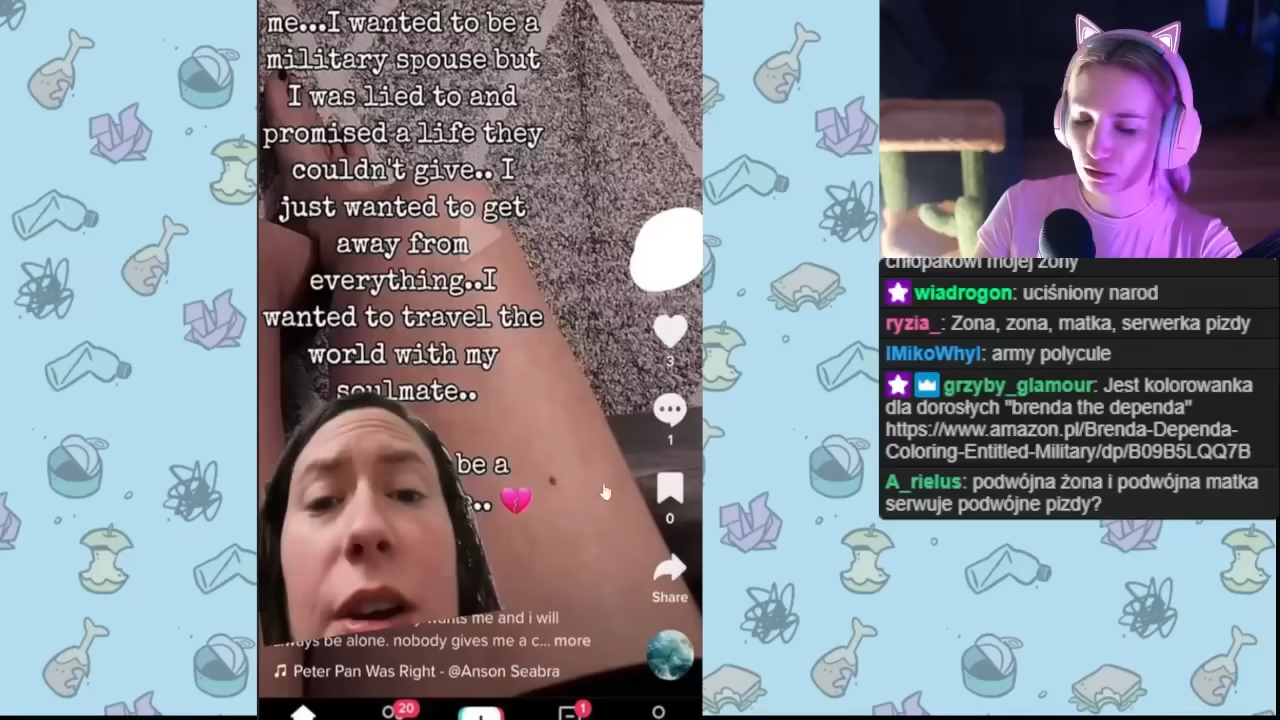 me...I wanted to be a
military spouse but
I was lied to and
promised a life they
couldn't give.. I
just wanted to get
away from
everything..I
wanted to travel the
world with my
soulmate..
be a
..
me and i will
always be alone. nobody gives me a c... more
Peter Pan Was Right - @Anson Seabra
3
1
0
Share
20
1
chłopakowi mojej żony
wiadrogon: uciśniony narod
ryzia_: Zona, zona, matka, serwerka pizdy
IMikoWhyI: army polycule
grzyby_glamour: Jest kolorowanka
dla dorosłych "brenda the dependa"
https://www.amazon.pl/Brenda-Dependa-
Coloring-Entitled-Military/dp/B09B5LQQ7B
A_rielus: podwójna żona i podwójna matka
serwuje podwójne pizdy?